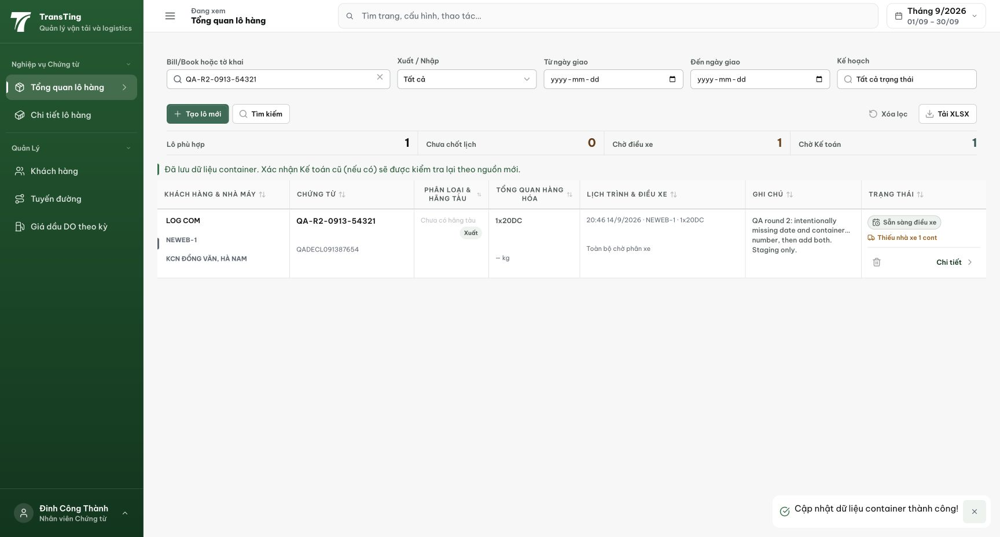 TransTing
Quản lý vận tải và logistics
Nghiệp vụ Chứng từ
Tổng quan lô hàng
Chi tiết lô hàng
Quản Lý
Khách hàng
Tuyến đường
Giá dầu DO theo kỳ
Đinh Công Thành
Nhân viên Chứng từ
Đang xem
Tổng quan lô hàng
Tìm trang, cấu hình, thao tác...
Tháng 9/2026
01/09 – 30/09
Bill/Book hoặc tờ khai
QA-R2-0913-54321
Xuất / Nhập
Tất cả
Từ ngày giao
yyyy-mm-dd
Đến ngày giao
yyyy-mm-dd
Kế hoạch
Tất cả trạng thái
Tạo lô mới
Tìm kiếm
Xóa lọc
Tải XLSX
Lô phù hợp 1
Chưa chốt lịch 0
Chờ điều xe 1
Chờ Kế toán 1
Đã lưu dữ liệu container. Xác nhận Kế toán cũ (nếu có) sẽ được kiểm tra lại theo nguồn mới.
KHÁCH HÀNG & NHÀ MÁY
CHỨNG TỪ
PHÂN LOẠI &
HÃNG TÀU
TỔNG QUAN HÀNG
HÓA
LỊCH TRÌNH & ĐIỀU XE
GHI CHÚ
TRẠNG THÁI
LOG COM
NEWEB-1
KCN ĐỒNG VĂN, HÀ NAM
QA-R2-0913-54321
QADECL091387654
Chưa có hãng tàu
Xuất
1x20DC
— kg
20:46 14/9/2026 · NEWEB-1 · 1x20DC
Toàn bộ chờ phân xe
QA round 2: intentionally
missing date and container...
number, then add both.
Staging only.
Sẵn sàng điều xe
Thiếu nhà xe 1 cont
Chi tiết
Cập nhật dữ liệu container thành công!